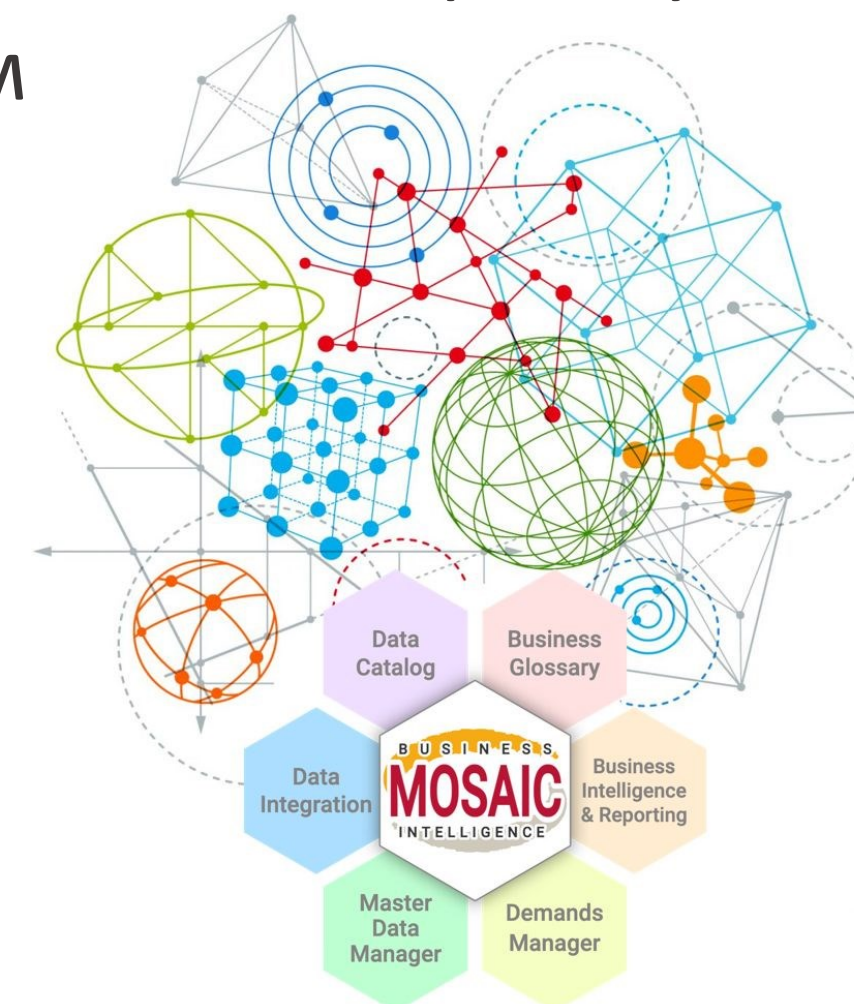 M
Data
Catalog
Business
Glossary
Data
Integration
BUSINESS
MOSAIC
INTELLIGENCE
Business
Intelligence
& Reporting
Master
Data
Manager
Demands
Manager